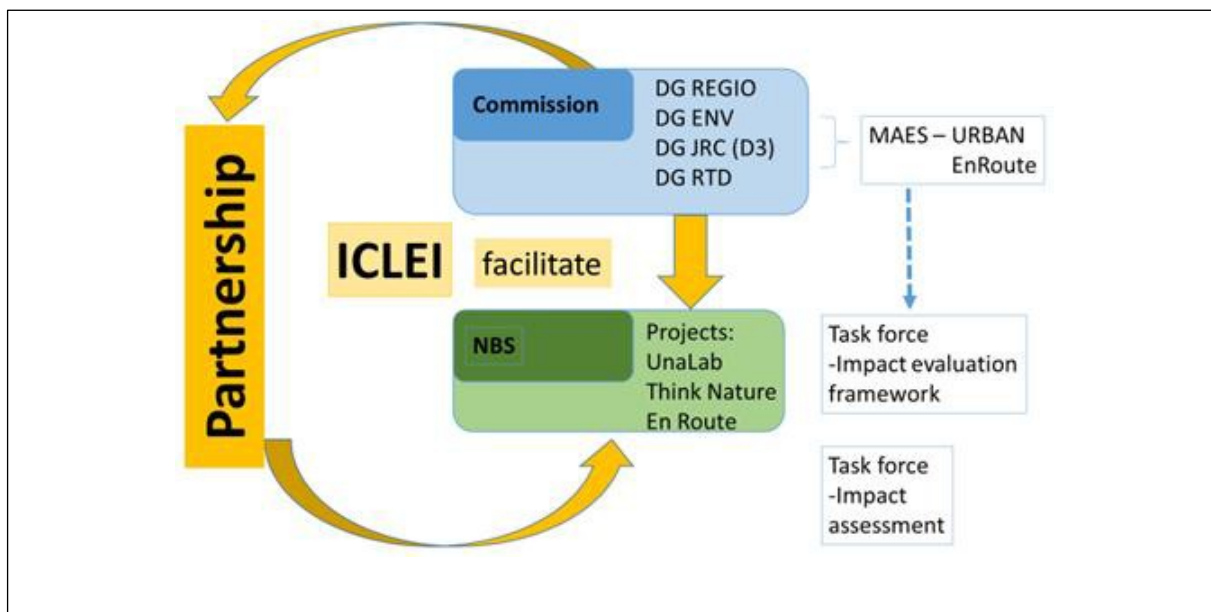 Partnership
Commission
DG REGIO
DG ENV
DG JRC (D3)
DG RTD
MAES – URBAN
EnRoute
ICLEI
facilitate
NBS
Projects:
UnaLab
Think Nature
En Route
Task force
-Impact evaluation
framework
Task force
-Impact
assessment